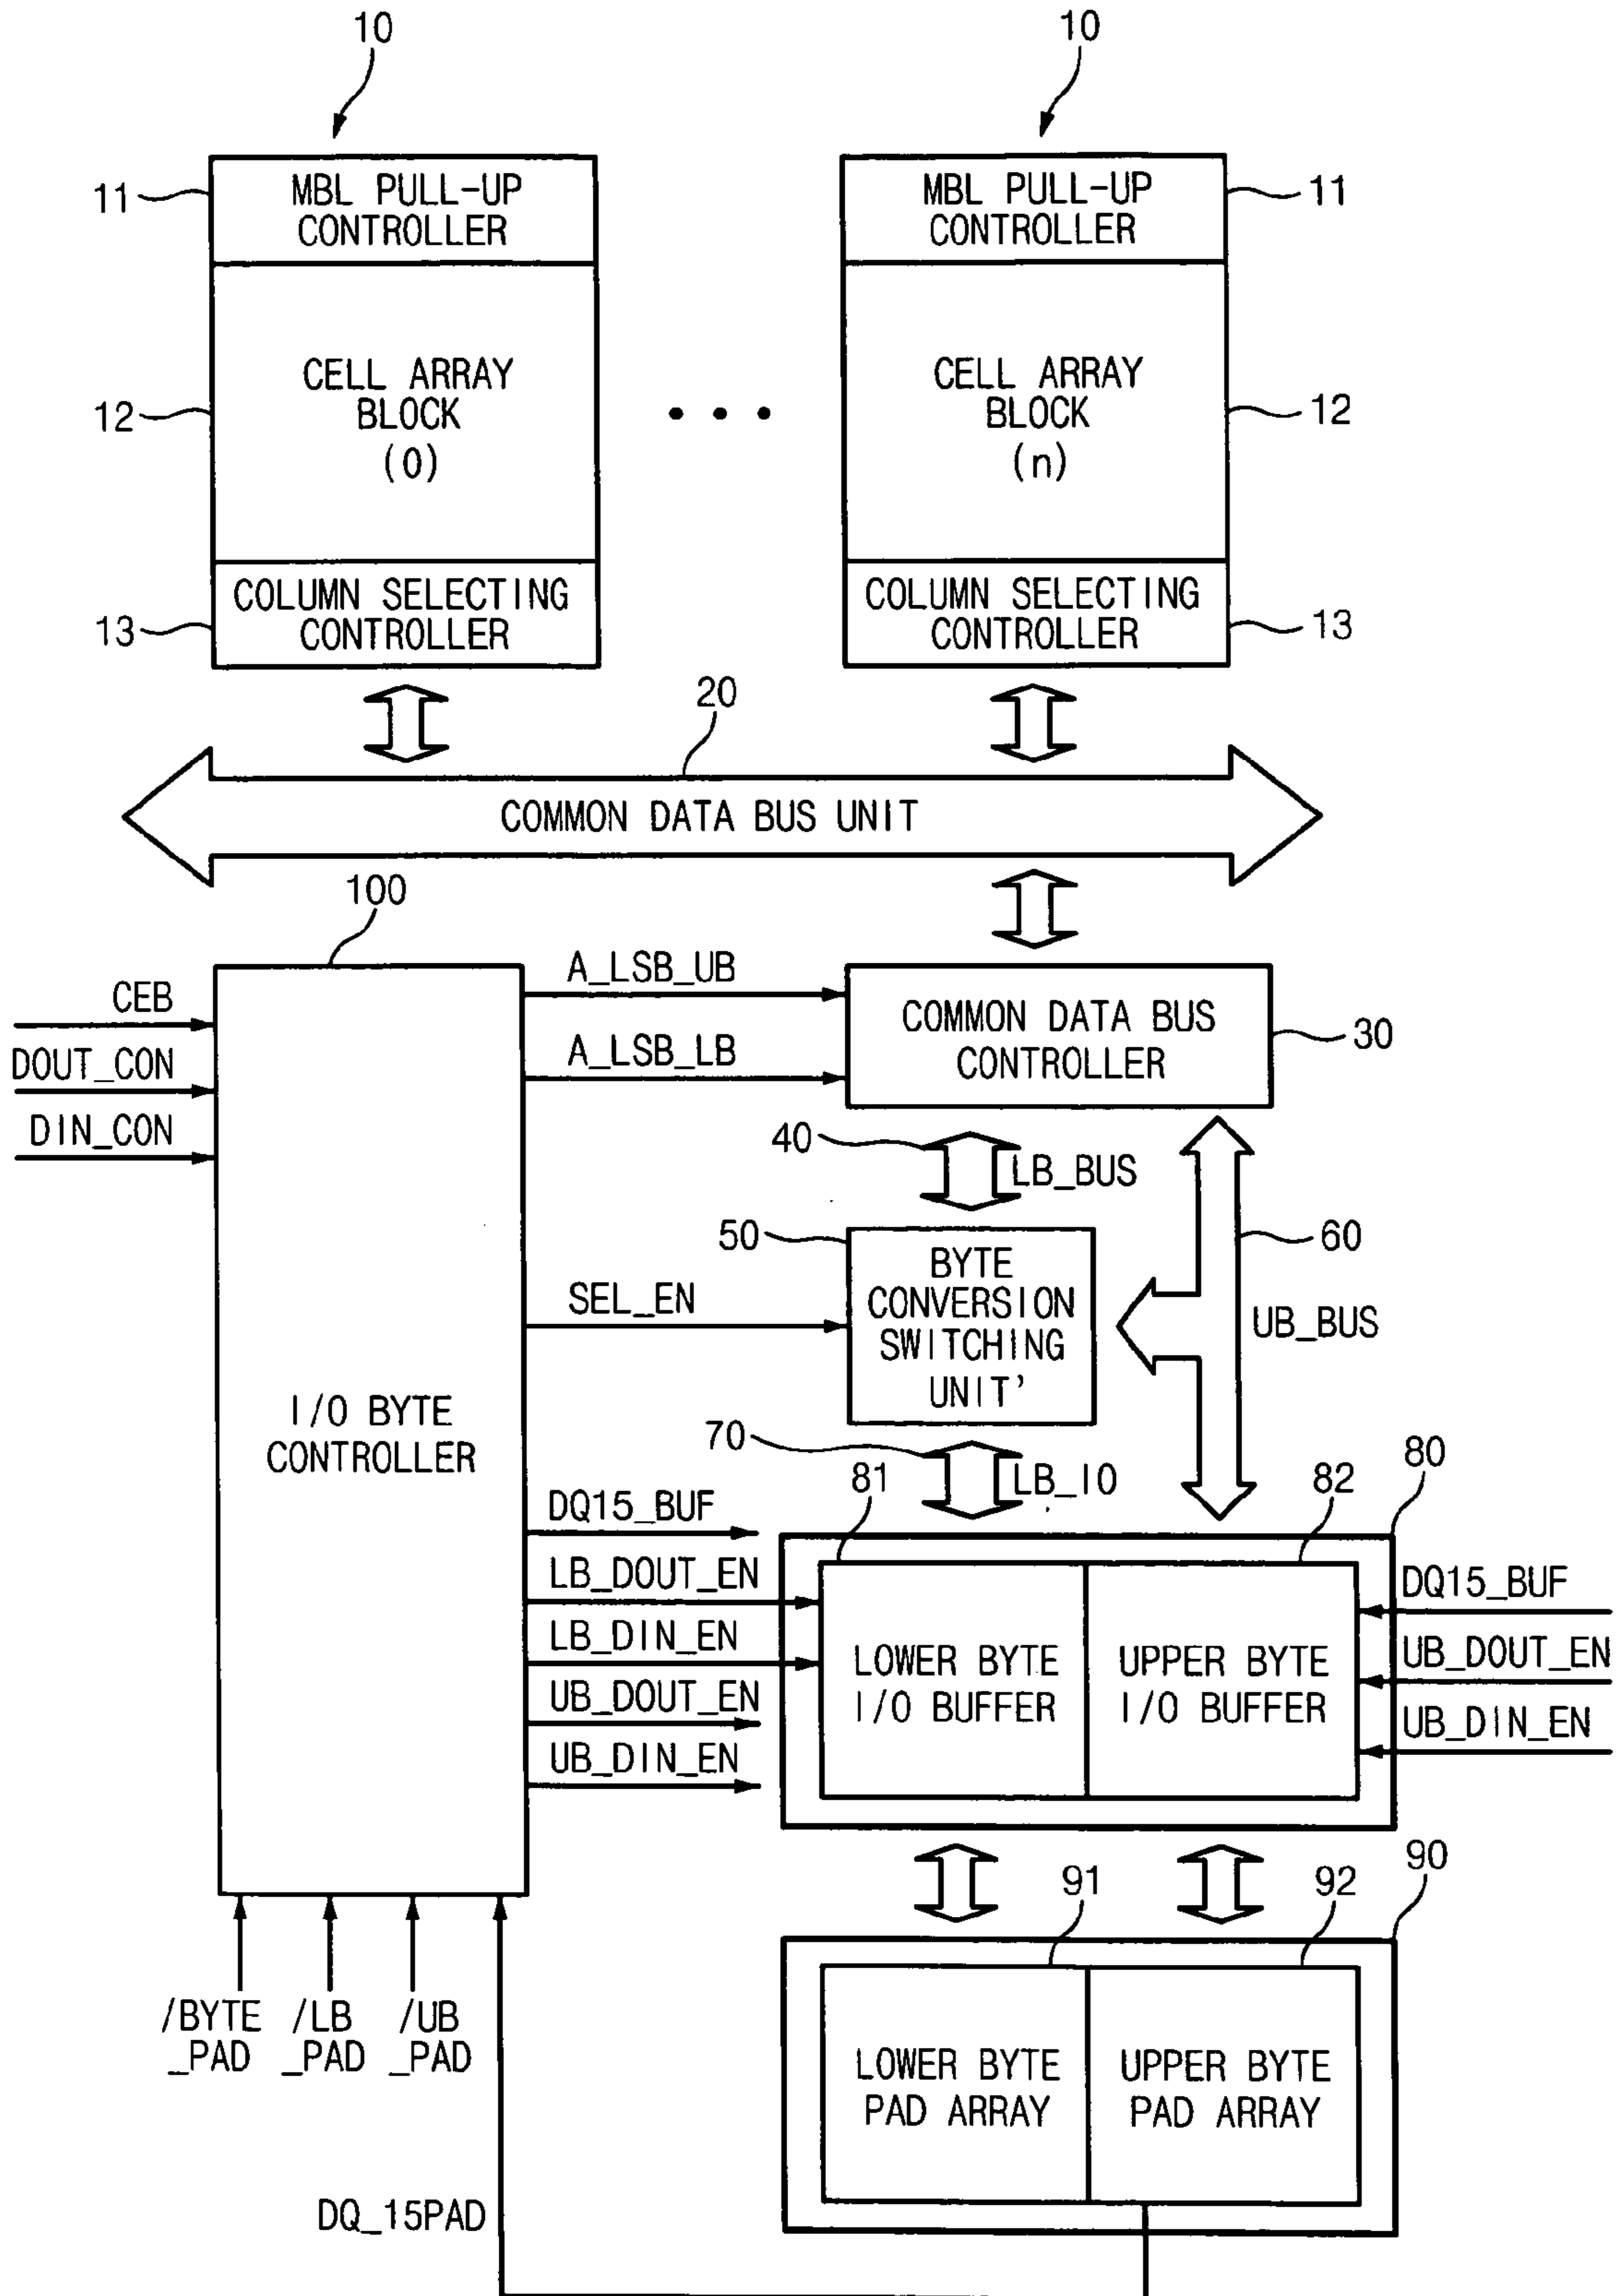 10
10
11
MBL PULL-UP
CONTROLLER
MBL PULL-UP
CONTROLLER
11
12
CELL ARRAY
BLOCK
(0)
CELL ARRAY
BLOCK
(n)
12
13
COLUMN SELECTING
CONTROLLER
COLUMN SELECTING
CONTROLLER
13
20
COMMON DATA BUS UNIT
100
CEB
DOUT_CON
DIN_CON
A_LSB_UB
A_LSB_LB
COMMON DATA BUS
CONTROLLER
30
40
LB_BUS
50
BYTE
CONVERSION
SWITCHING
UNIT'
60
UB_BUS
SEL_EN
I/O BYTE
CONTROLLER
70
LB_IO
80
81
82
DQ15_BUF
LB_DOUT_EN
LB_DIN_EN
UB_DOUT_EN
UB_DIN_EN
LOWER BYTE
I/O BUFFER
UPPER BYTE
I/O BUFFER
DQ15_BUF
UB_DOUT_EN
UB_DIN_EN
90
91
92
/BYTE
_PAD
/LB
_PAD
/UB
_PAD
LOWER BYTE
PAD ARRAY
UPPER BYTE
PAD ARRAY
DQ_15PAD